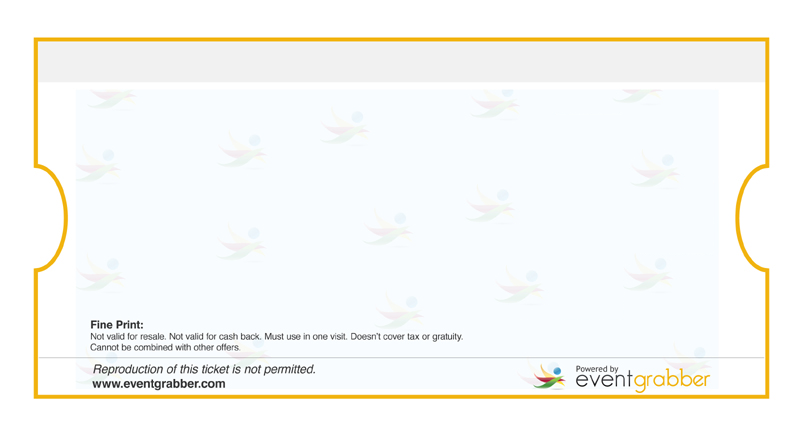 Fine Print:
Not valid for resale. Not valid for cash back. Must use in one visit. Doesn't cover tax or gratuity.
Cannot be combined with other offers.
Reproduction of this ticket is not permitted.
www.eventgrabber.com
Powered by
eventgrabber